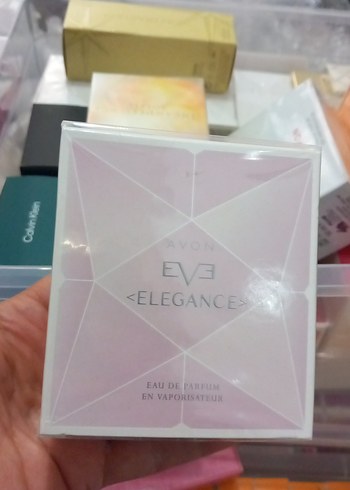 AVON
EVE
<ELEGANCE>
EAU DE PARFUM
EN VAPORISATEUR
Calvin Klein